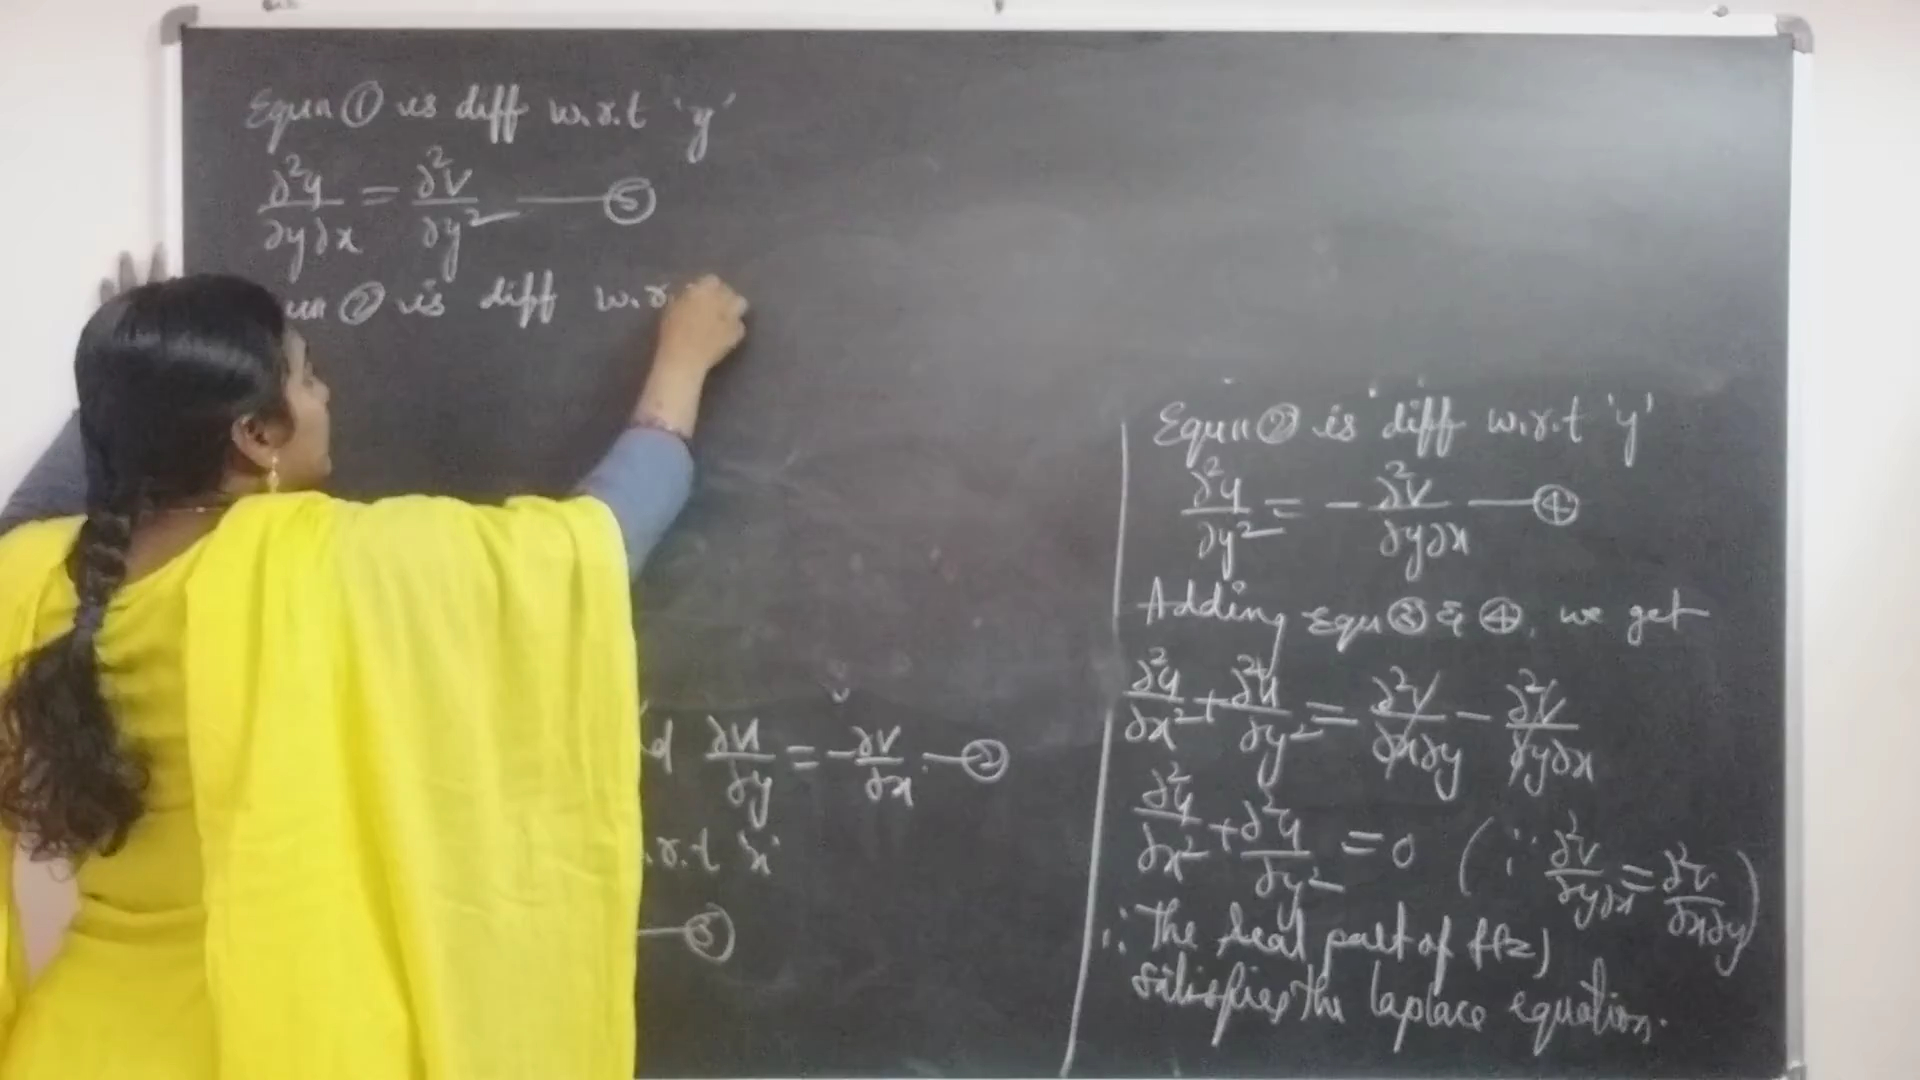 Equn ① is diff w.r.t 'y'
∂²u/∂y∂x = ∂²v/∂y² — ⑤
un ② is diff w.r.
∂u/∂y = -∂v/∂x. — ②
.r.t 'x'
— ③
Equn ② is diff w.r.t 'y'
∂²u/∂y² = - ∂²v/∂y∂x — ④
Adding Equ ③ & ④, we get
∂²u/∂x² + ∂²u/∂y² = ∂²v/∂x∂y - ∂²v/∂y∂x
∂²u/∂x² + ∂²u/∂y² = 0 (∵ ∂²v/∂y∂x = ∂²v/∂x∂y)
∴ The real part of f(z)
satisfies the laplace equation.